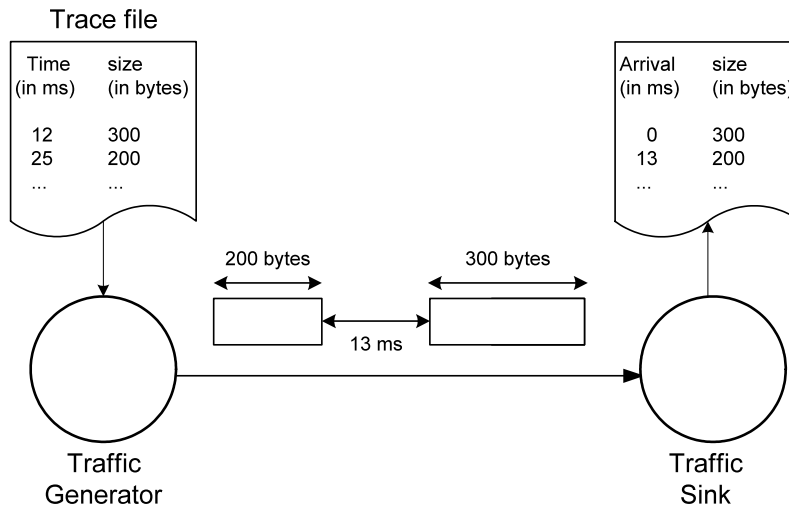 Trace file
Time size
(in ms) (in bytes)
12 300
25 200
... ...
Arrival size
(in ms) (in bytes)
0 300
13 200
... ...
200 bytes
300 bytes
13 ms
Traffic
Generator
Traffic
Sink